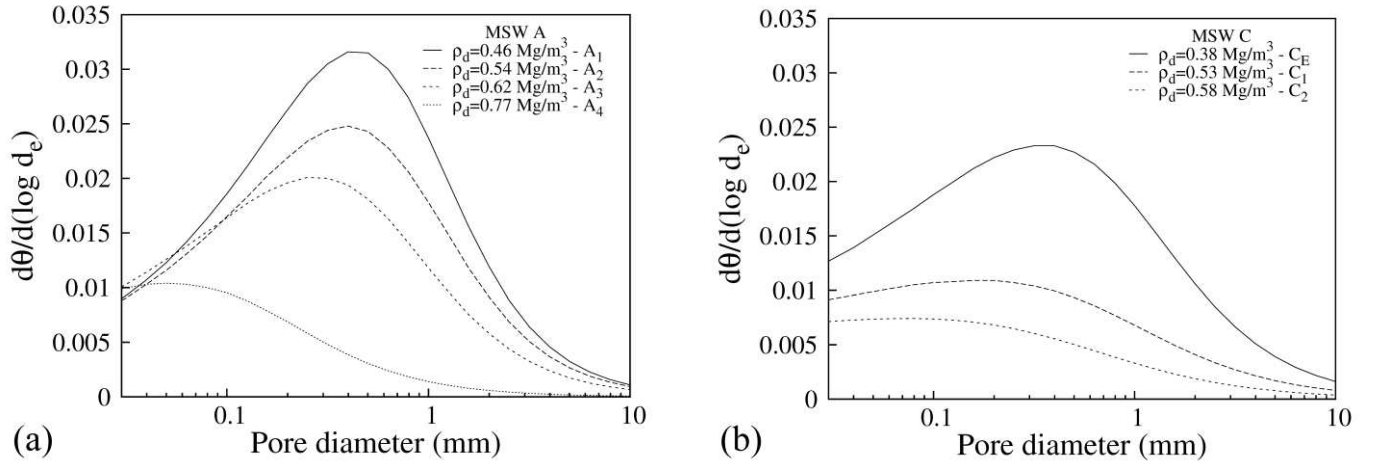 0.035
0.03
0.025
0.02
0.015
0.01
0.005
0
dθ/d(log dₑ)
MSW A
ρd=0.46 Mg/m³ - A₁
ρd=0.54 Mg/m³ - A₂
ρd=0.62 Mg/m³ - A₃
ρd=0.77 Mg/m³ - A₄
0.1 1 10
Pore diameter (mm)
(a)
0.035
0.03
0.025
0.02
0.015
0.01
0.005
0
dθ/d(log dₑ)
MSW C
ρd=0.38 Mg/m³ - CE
ρd=0.53 Mg/m³ - C₁
ρd=0.58 Mg/m³ - C₂
0.1 1 10
Pore diameter (mm)
(b)